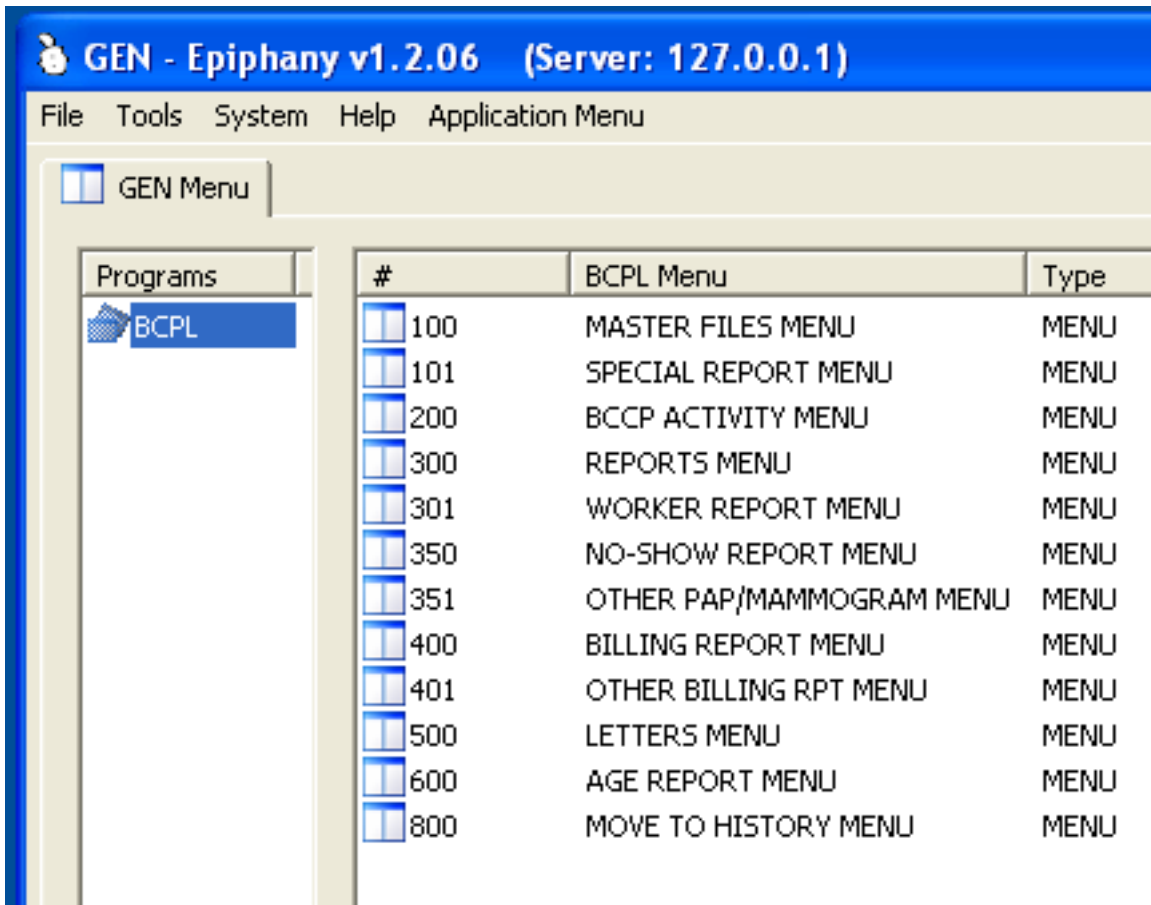 GEN - Epiphany v1.2.06 (Server: 127.0.0.1)
File Tools System Help Application Menu
GEN Menu
Programs # BCPL Menu Type
BCPL 100 MASTER FILES MENU MENU
101 SPECIAL REPORT MENU MENU
200 BCCP ACTIVITY MENU MENU
300 REPORTS MENU MENU
301 WORKER REPORT MENU MENU
350 NO-SHOW REPORT MENU MENU
351 OTHER PAP/MAMMOGRAM MENU MENU
400 BILLING REPORT MENU MENU
401 OTHER BILLING RPT MENU MENU
500 LETTERS MENU MENU
600 AGE REPORT MENU MENU
800 MOVE TO HISTORY MENU MENU